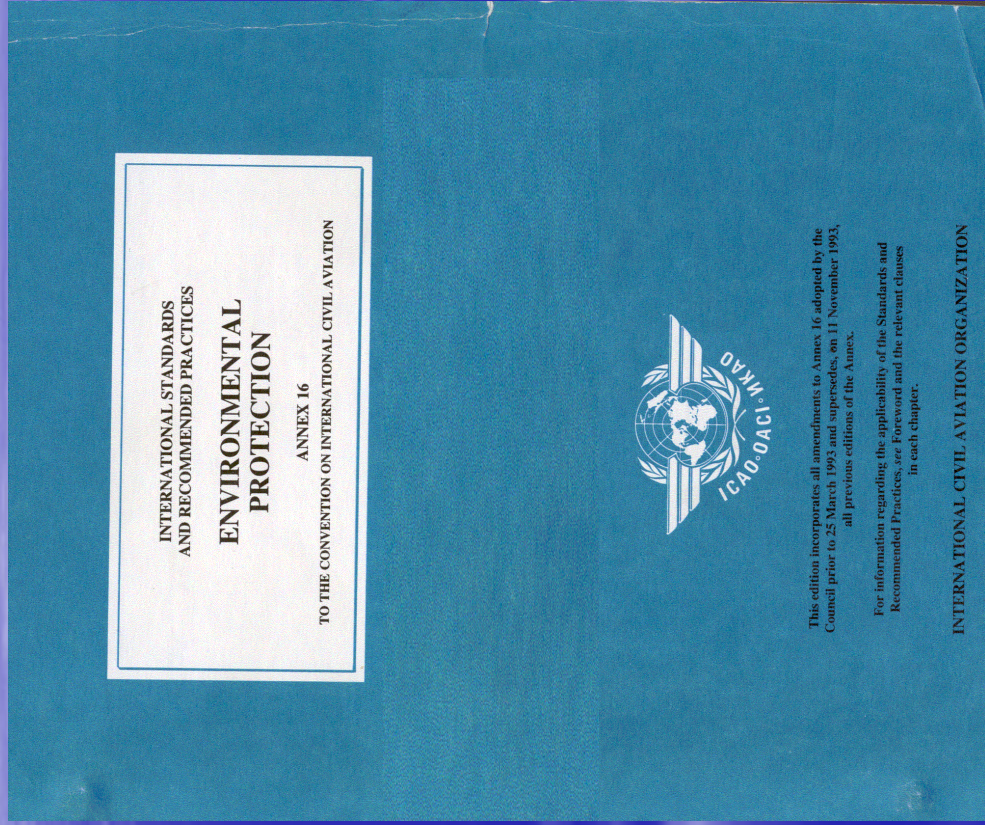 INTERNATIONAL STANDARDS
AND RECOMMENDED PRACTICES
ENVIRONMENTAL
PROTECTION
ANNEX 16
TO THE CONVENTION ON INTERNATIONAL CIVIL AVIATION
ICAO•OACI•ИКАО
This edition incorporates all amendments to Annex 16 adopted by the
Council prior to 25 March 1993 and supersedes, on 11 November 1993,
all previous editions of the Annex.
For information regarding the applicability of the Standards and
Recommended Practices, see Foreword and the relevant clauses
in each chapter.
INTERNATIONAL CIVIL AVIATION ORGANIZATION